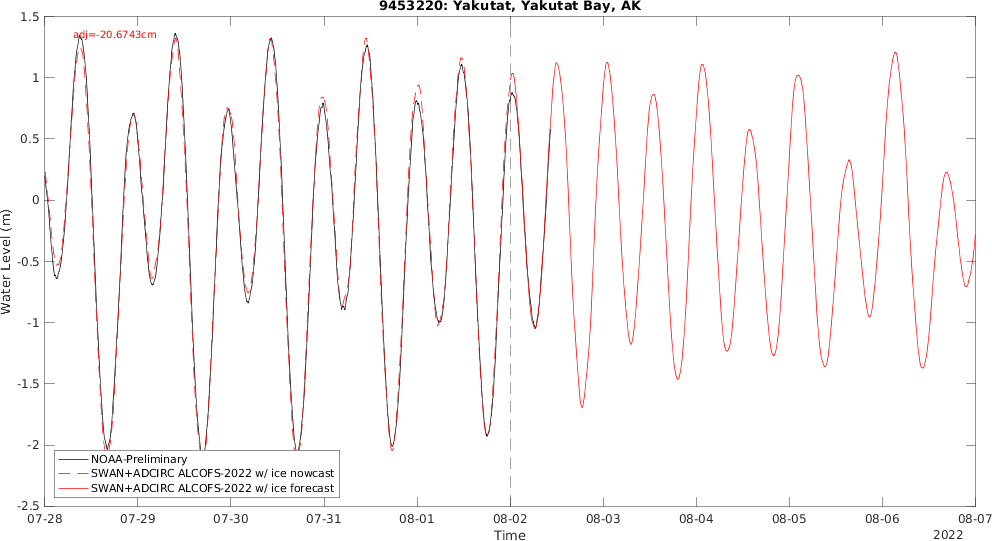 9453220: Yakutat, Yakutat Bay, AK
adj=-20.6743cm
1.5
1
0.5
0
-0.5
-1
-1.5
-2
-2.5
Water Level (m)
NOAA-Preliminary
SWAN+ADCIRC ALCOFS-2022 w/ ice nowcast
SWAN+ADCIRC ALCOFS-2022 w/ ice forecast
07-28 07-29 07-30 07-31 08-01 08-02 08-03 08-04 08-05 08-06 08-07
Time
2022